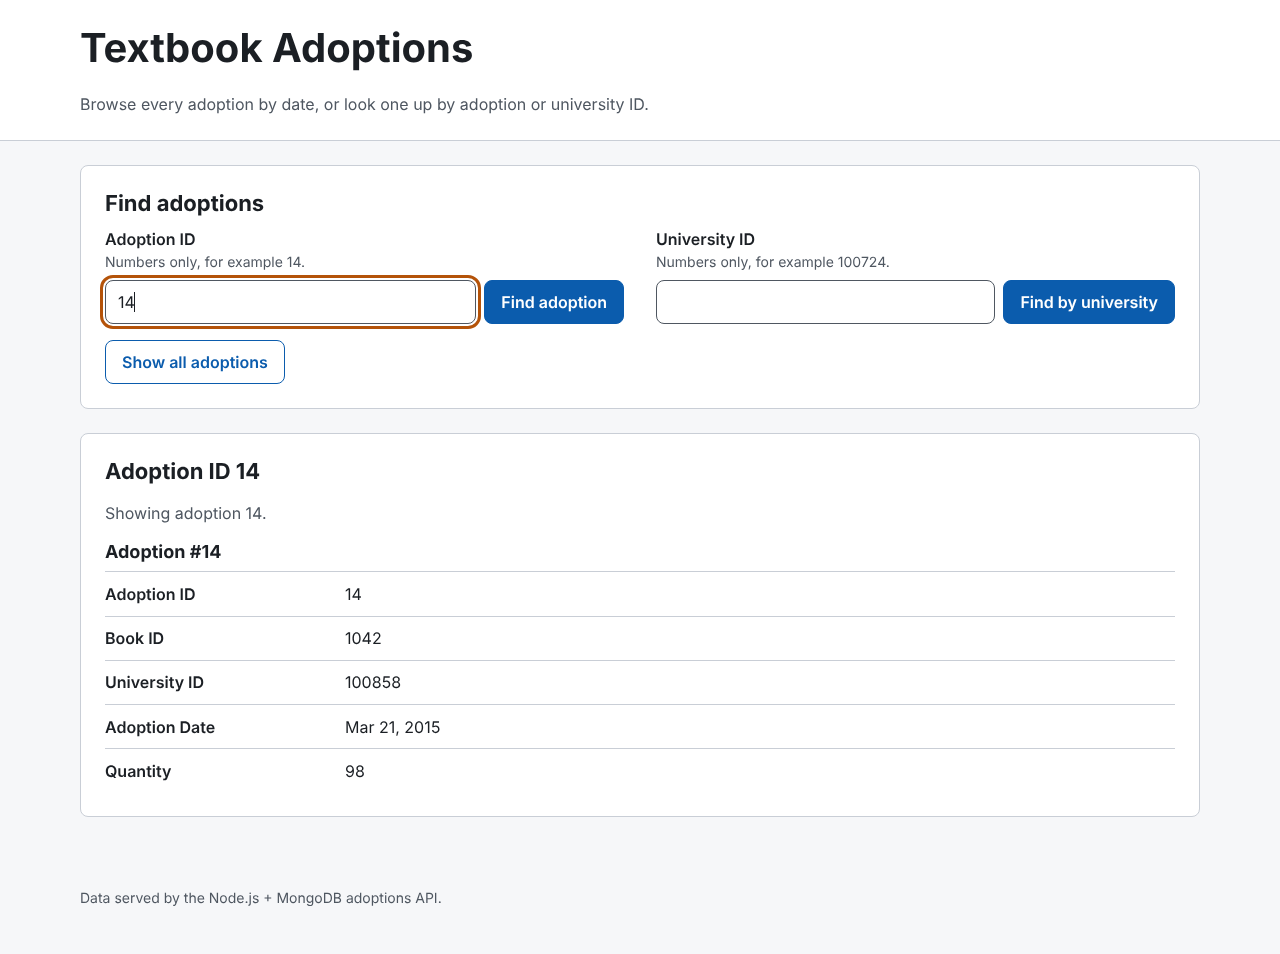 Textbook Adoptions
Browse every adoption by date, or look one up by adoption or university ID.
Find adoptions
Adoption ID
Numbers only, for example 14.
14
Find adoption
University ID
Numbers only, for example 100724.
Find by university
Show all adoptions
Adoption ID 14
Showing adoption 14.
Adoption #14
Adoption ID 14
Book ID 1042
University ID 100858
Adoption Date Mar 21, 2015
Quantity 98
Data served by the Node.js + MongoDB adoptions API.